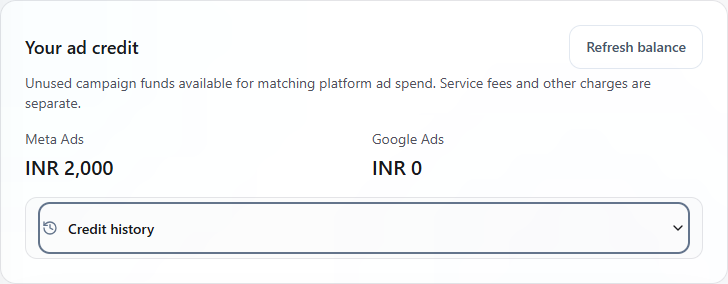 Your ad credit
Refresh balance
Unused campaign funds available for matching platform ad spend. Service fees and other charges are
separate.
Meta Ads
Google Ads
INR 2,000
INR 0
Credit history